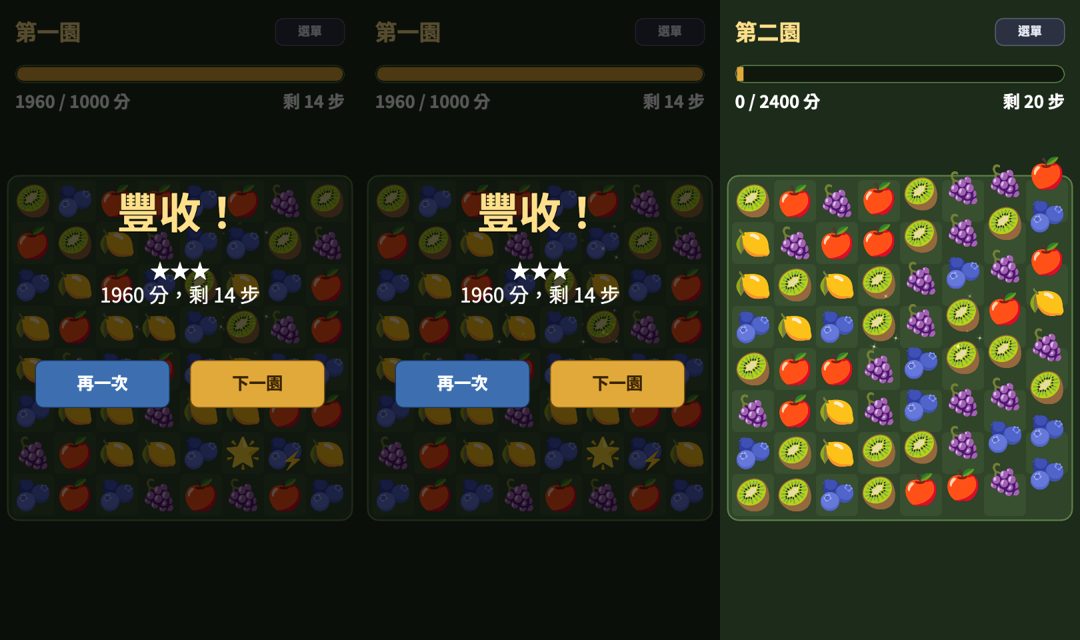 第一園
選單
1960 / 1000 分
剩 14 步
豐收！
★★★
1960 分，剩 14 步
再一次
下一園
第一園
選單
1960 / 1000 分
剩 14 步
豐收！
★★★
1960 分，剩 14 步
再一次
下一園
第二園
選單
0 / 2400 分
剩 20 步